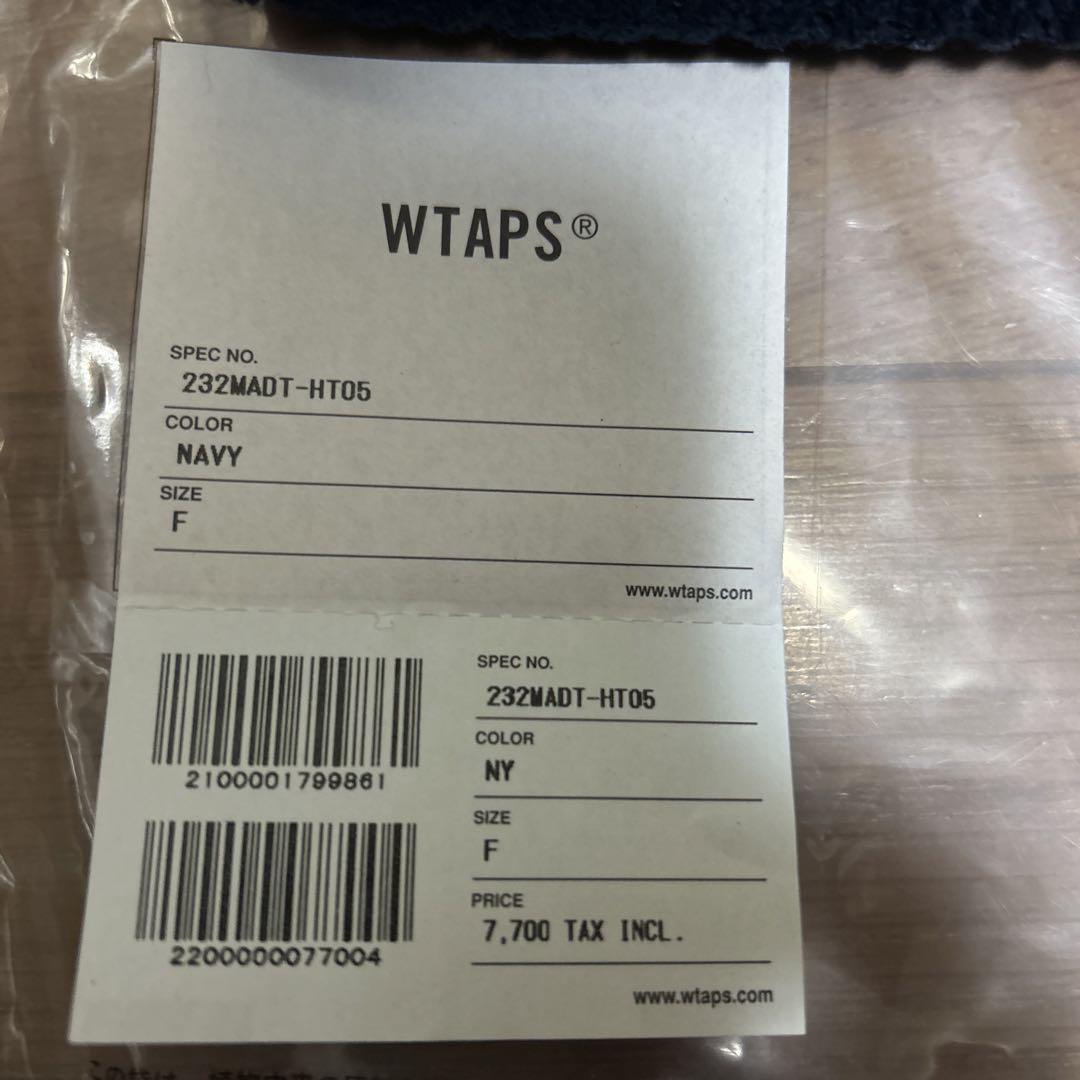 WTAPS®
SPEC NO.
232MADT-HT05
COLOR
NAVY
SIZE
F
www.wtaps.com
2100001799861
2200000077004
SPEC NO.
232MADT-HT05
COLOR
NY
SIZE
F
PRICE
7,700 TAX INCL.
www.wtaps.com